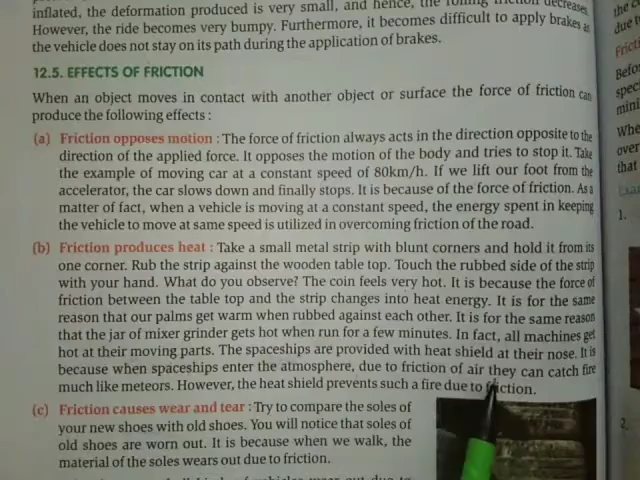 inflated, the deformation produced is very small, and hence, the rolling friction decreases.
However, the ride becomes very bumpy. Furthermore, it becomes difficult to apply brakes as
the vehicle does not stay on its path during the application of brakes.
12.5. EFFECTS OF FRICTION
When an object moves in contact with another object or surface the force of friction can
produce the following effects :
(a) Friction opposes motion : The force of friction always acts in the direction opposite to the
direction of the applied force. It opposes the motion of the body and tries to stop it. Take
the example of moving car at a constant speed of 80km/h. If we lift our foot from the
accelerator, the car slows down and finally stops. It is because of the force of friction. As a
matter of fact, when a vehicle is moving at a constant speed, the energy spent in keeping
the vehicle to move at same speed is utilized in overcoming friction of the road.
(b) Friction produces heat : Take a small metal strip with blunt corners and hold it from its
one corner. Rub the strip against the wooden table top. Touch the rubbed side of the strip
with your hand. What do you observe? The coin feels very hot. It is because the force of
friction between the table top and the strip changes into heat energy. It is for the same
reason that our palms get warm when rubbed against each other. It is for the same reason
that the jar of mixer grinder gets hot when run for a few minutes. In fact, all machines get
hot at their moving parts. The spaceships are provided with heat shield at their nose. It is
because when spaceships enter the atmosphere, due to friction of air they can catch fire
much like meteors. However, the heat shield prevents such a fire due to friction.
(c) Friction causes wear and tear : Try to compare the soles of
your new shoes with old shoes. You will notice that soles of
old shoes are worn out. It is because when we walk, the
material of the soles wears out due to friction.
due t
Fricti
Befor
speci
mini
Whe
over
that
1.
2.